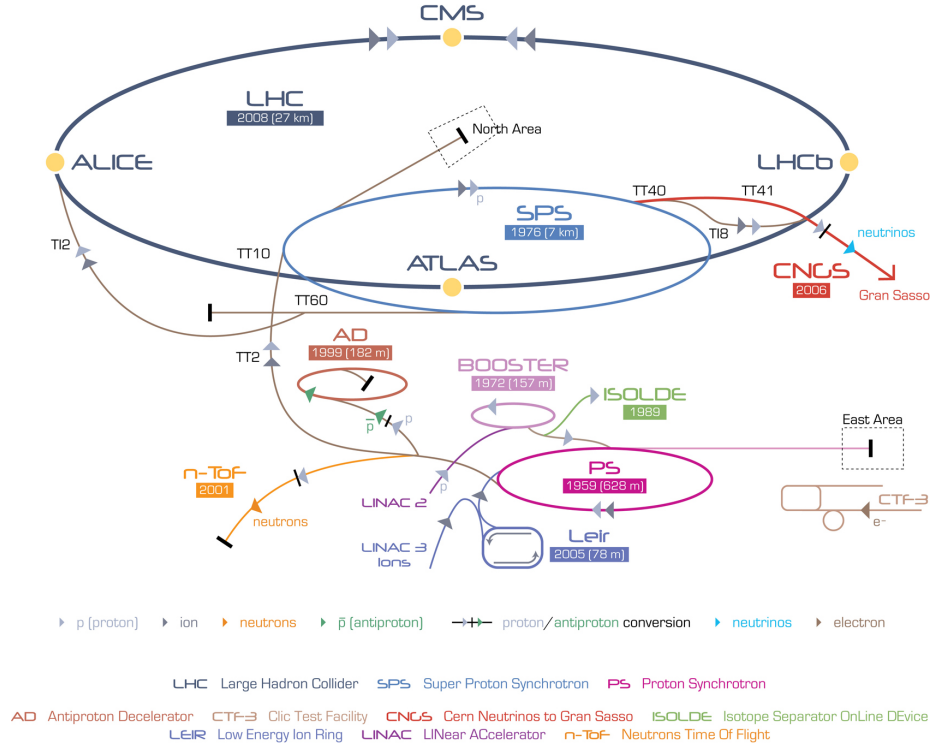 CMS
LHC
2008 (27 km)
North Area
ALICE
LHCb
TT40
TT41
SPS
1976 (7 km)
p
TI8
neutrinos
TI2
TT10
ATLAS
CNGS
2006
Gran Sasso
TT60
AD
1999 (182 m)
TT2
BOOSTER
1972 (157 m)
ISOLDE
1989
p̅
p
East Area
n-ToF
2001
PS
1959 (628 m)
p
LINAC 2
neutrons
CTF-3
e-
LINAC 3
Ions
Leir
2005 (78 m)
p (proton)
ion
neutrons
p̅ (antiproton)
proton/antiproton conversion
neutrinos
electron
LHC Large Hadron Collider SPS Super Proton Synchrotron PS Proton Synchrotron
AD Antiproton Decelerator CTF-3 Clic Test Facility CNGS Cern Neutrinos to Gran Sasso ISOLDE Isotope Separator OnLine DEvice
LEIR Low Energy Ion Ring LINAC LINear ACcelerator n-ToF Neutrons Time Of Flight